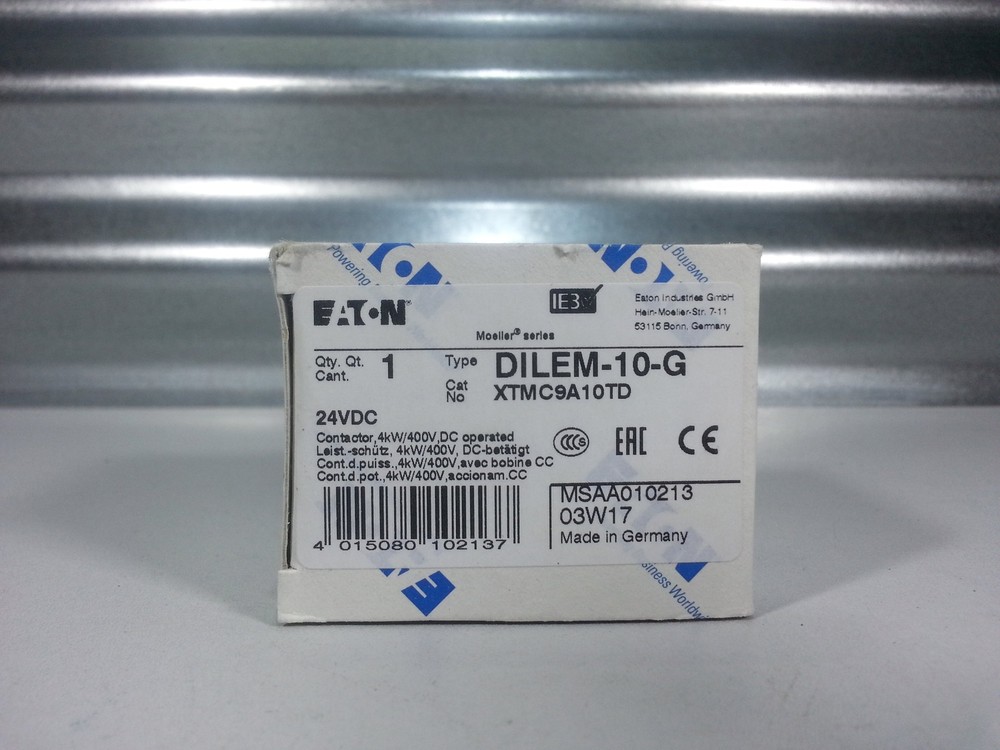 Powering
Powering
EATON
IE3
Eaton Industries GmbH
Hein-Moeller-Str. 7-11
53115 Bonn, Germany
Moeller® series
Qty. Qt.
Cant.
1
Type
DILEM-10-G
Cat
No
XTMC9A10TD
24VDC
Contactor,4kW/400V,DC operated
Leist.-schütz, 4kW/400V, DC-betätigt
Cont.d.puiss.,4kW/400V,avec bobine CC
Cont.d.pot.,4kW/400V,accionam.CC
CCC S
EAC
CE
4 015080 102137
MSAA010213
03W17
Made in Germany